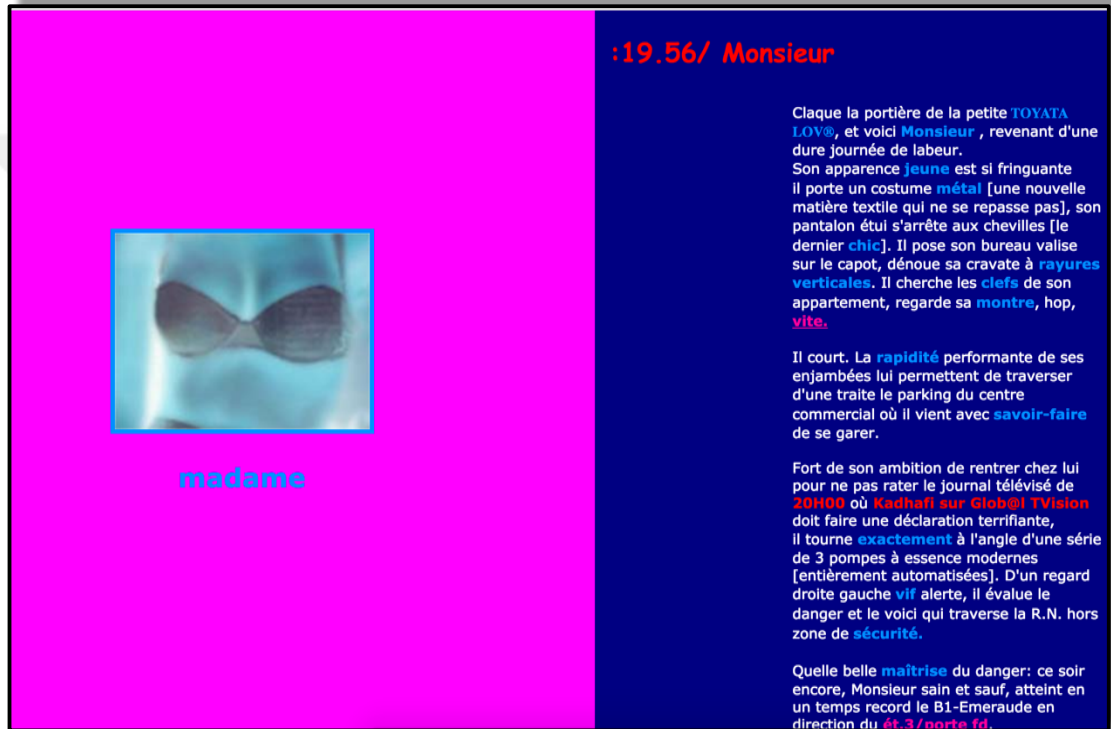 madame
:19.56/ Monsieur
Claque la portière de la petite TOYATA
LOV®, et voici Monsieur , revenant d'une
dure journée de labeur.
Son apparence jeune est si fringuante
il porte un costume métal [une nouvelle
matière textile qui ne se repasse pas], son
pantalon étui s'arrête aux chevilles [le
dernier chic]. Il pose son bureau valise
sur le capot, dénoue sa cravate à rayures
verticales. Il cherche les clefs de son
appartement, regarde sa montre, hop,
vite.
Il court. La rapidité performante de ses
enjambées lui permettent de traverser
d'une traite le parking du centre
commercial où il vient avec savoir-faire
de se garer.
Fort de son ambition de rentrer chez lui
pour ne pas rater le journal télévisé de
20H00 où Kadhafi sur Glob@l TVision
doit faire une déclaration terrifiante,
il tourne exactement à l'angle d'une série
de 3 pompes à essence modernes
[entièrement automatisées]. D'un regard
droite gauche vif alerte, il évalue le
danger et le voici qui traverse la R.N. hors
zone de sécurité.
Quelle belle maîtrise du danger: ce soir
encore, Monsieur sain et sauf, atteint en
un temps record le B1-Emeraude en
direction du ét.3/porte fd.